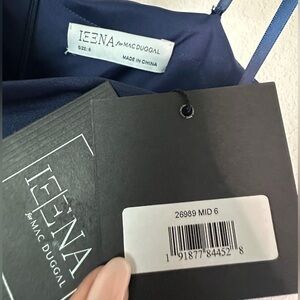 IEENA for MAC DUGGAL
SIZE: 6
MADE IN CHINA
IEENA
for MAC DUGGAL
26989 MID 6
1 91877 84452 8